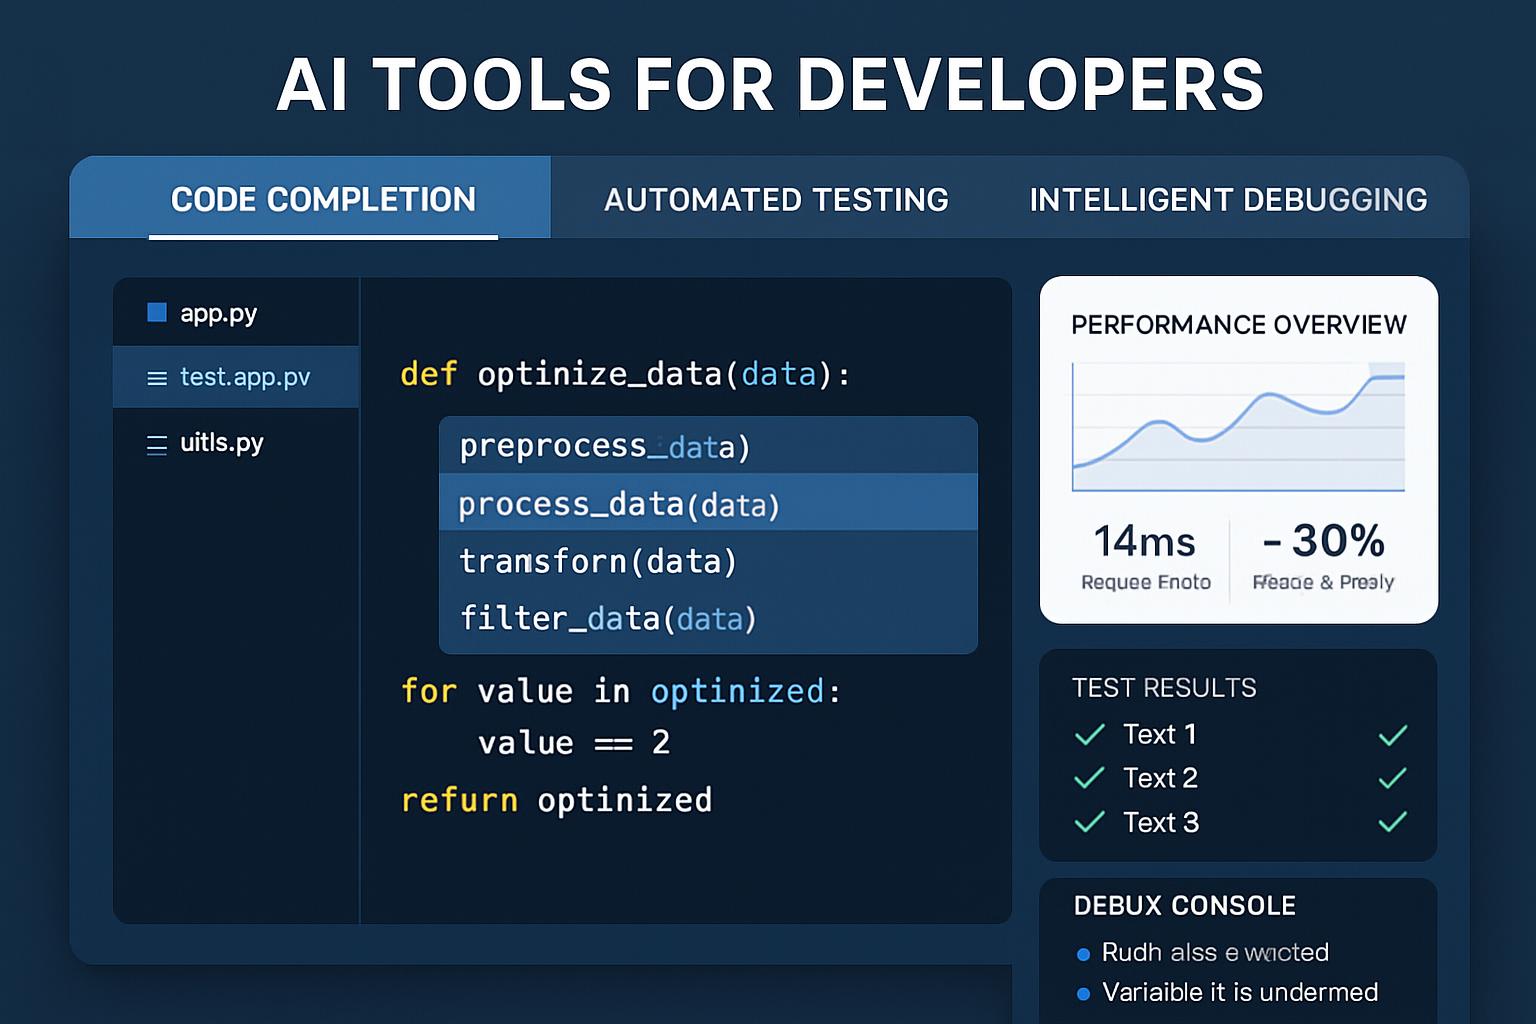 AI TOOLS FOR DEVELOPERS
CODE COMPLETION
AUTOMATED TESTING
INTELLIGENT DEBUGGING
app.py
test.app.pv
uitls.py
def optinize_data(data):
preprocess_data)
process_data(data)
transforn(data)
filter_data(data)
for value in optinized:
value == 2
refurn optinized
PERFORMANCE OVERVIEW
14ms
Requee Enoto
- 30%
& Prealy
TEST RESULTS
Text 1
Text 2
Text 3
DEBUX CONSOLE
Rudh alss e
Variaible it is undermed